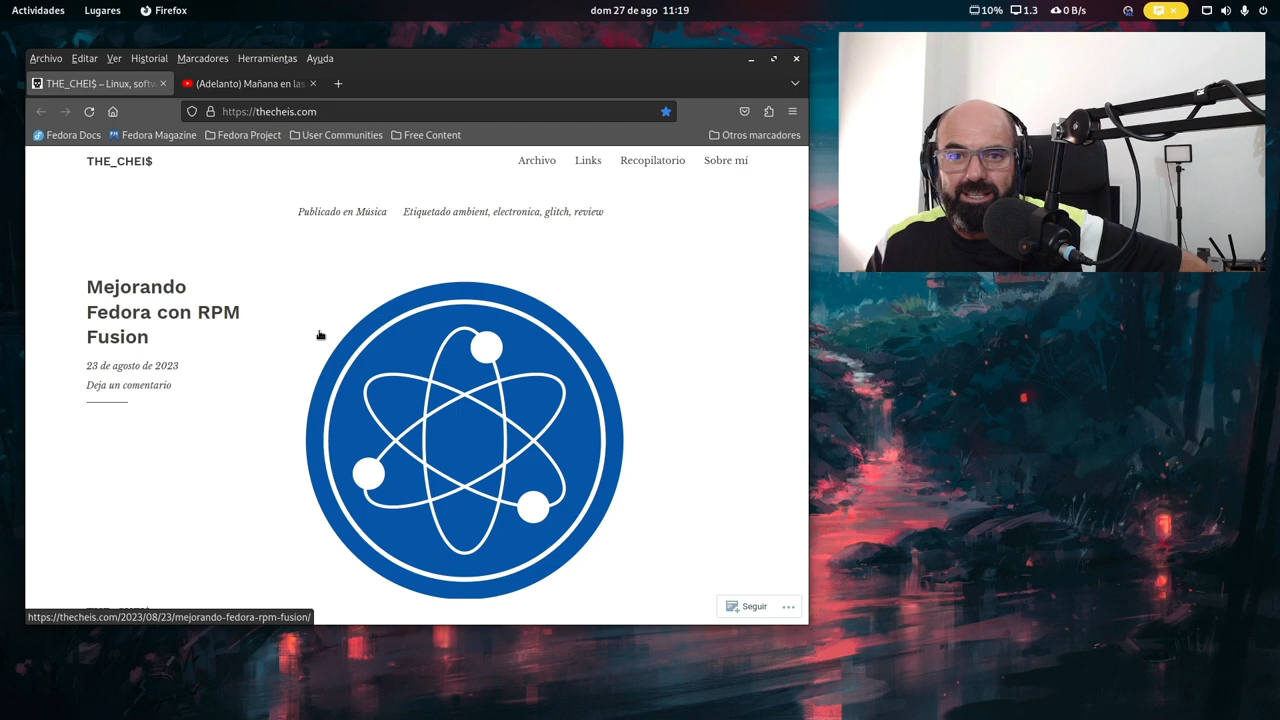 Actividades Lugares Firefox dom 27 de ago 11:19 10% 1.3 0 B/s
Archivo Editar Ver Historial Marcadores Herramientas Ayuda
THE_CHEI$ – Linux, softw (Adelanto) Mañana en las
https://thecheis.com
Fedora Docs Fedora Magazine Fedora Project User Communities Free Content Otros marcadores
THE_CHEI$ Archivo Links Recopilatorio Sobre mí
Publicado en Música Etiquetado ambient, electronica, glitch, review
Mejorando
Fedora con RPM
Fusion
23 de agosto de 2023
Deja un comentario
Seguir
https://thecheis.com/2023/08/23/mejorando-fedora-rpm-fusion/